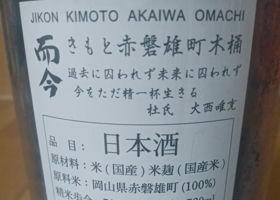 JIKON KIMOTO AKAIWA OMACHI
而今
きもと赤磐雄町木桶
過去に囚われず未来に囚われず
今をただ精一杯生きる
杜氏 大西唯克
品目： 日本酒
原材料：米（国産）米麹（国産米）
原料米：岡山県赤磐雄町（100%）